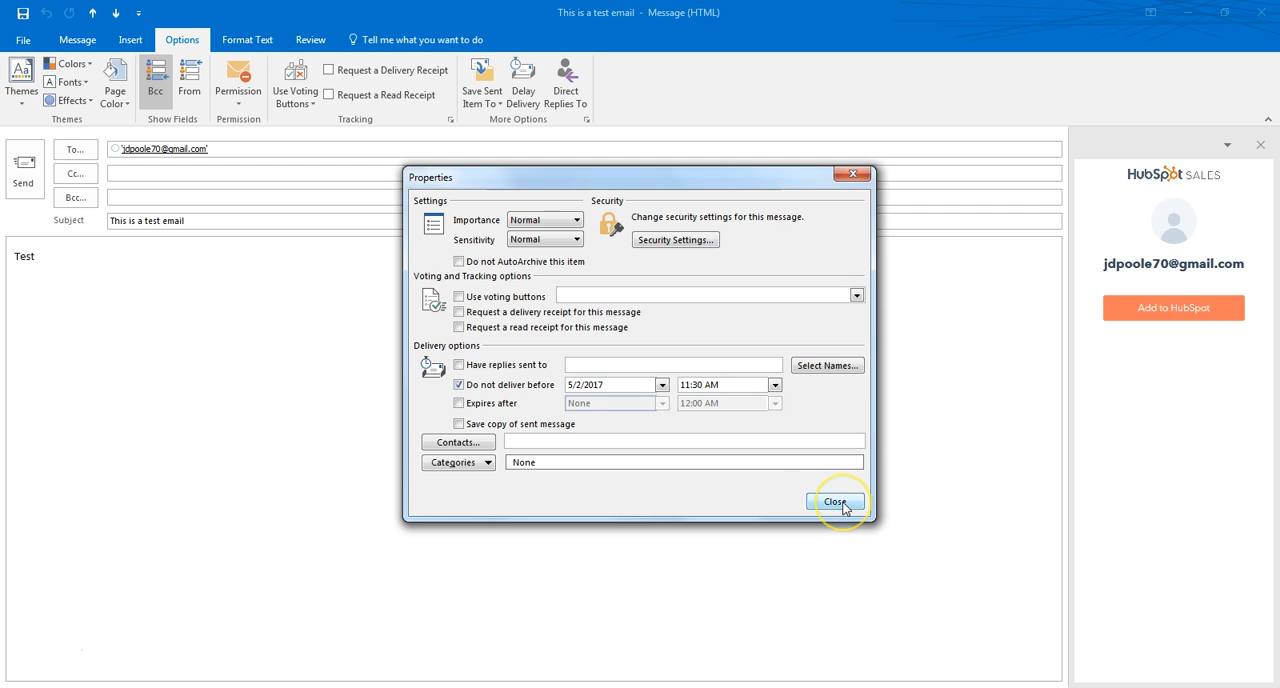 This is a test email - Message (HTML)
File Message Insert Options Format Text Review Tell me what you want to do
Themes
Colors
Fonts
Effects
Page Color
Themes
Bcc
From
Show Fields
Permission
Permission
Use Voting Buttons
Request a Delivery Receipt
Request a Read Receipt
Tracking
Save Sent Item To
Delay Delivery
Direct Replies To
More Options
Send
To...
'jdpoole70@gmail.com'
Cc...
Bcc...
Subject
This is a test email
Test
Properties
Settings
Importance Normal
Sensitivity Normal
Do not AutoArchive this item
Security
Change security settings for this message.
Security Settings...
Voting and Tracking options
Use voting buttons
Request a delivery receipt for this message
Request a read receipt for this message
Delivery options
Have replies sent to Select Names...
Do not deliver before 5/2/2017 11:30 AM
Expires after None 12:00 AM
Save copy of sent message
Contacts...
Categories None
Close
HubSpot SALES
jdpoole70@gmail.com
Add to HubSpot